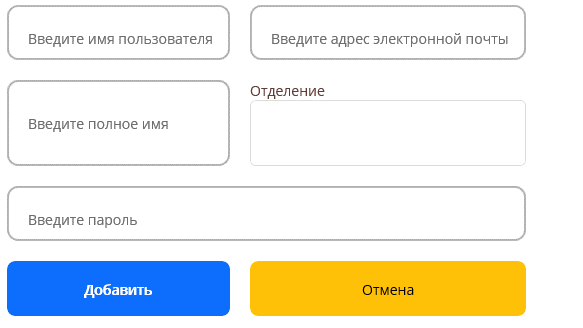 Введите имя пользователя
Введите адрес электронной почты
Введите полное имя
Отделение
Введите пароль
Добавить
Отмена